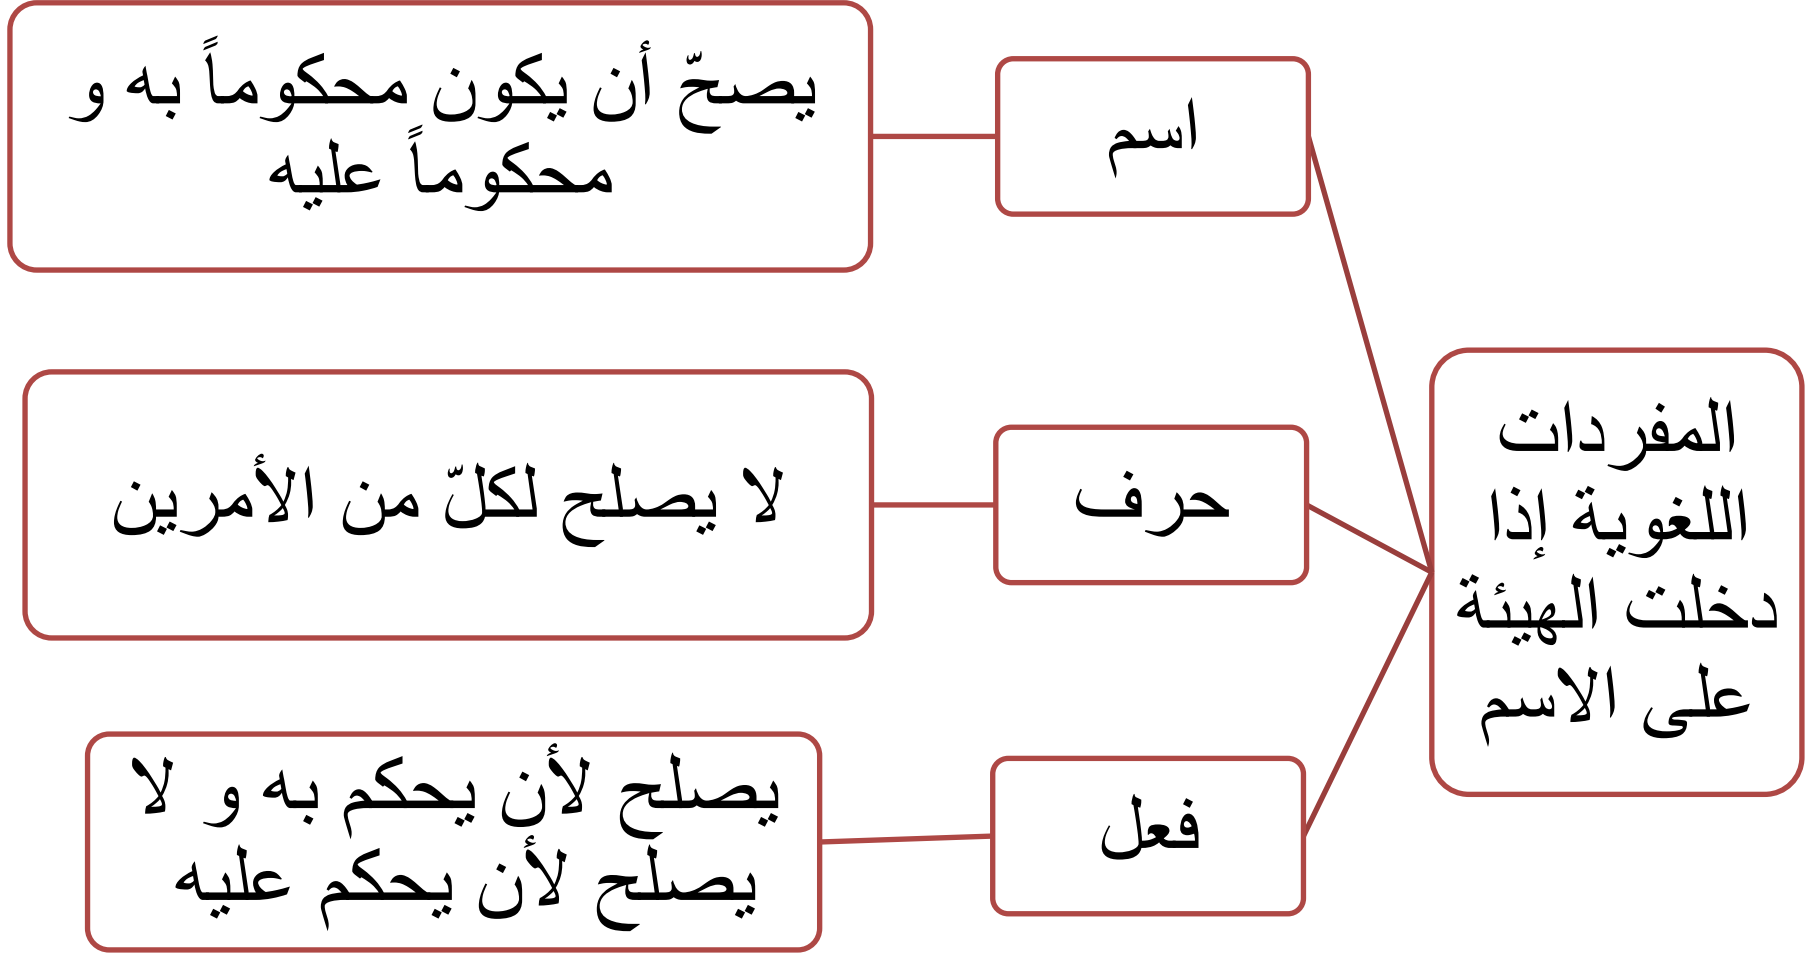 المفردات
اللغوية إذا
دخلت الهيئة
على الاسم
اسم
يصحّ أن يكون محكوماً به و
محكوماً عليه
حرف
لا يصلح لكلّ من الأمرين
فعل
يصلح لأن يحكم به و لا
يصلح لأن يحكم عليه